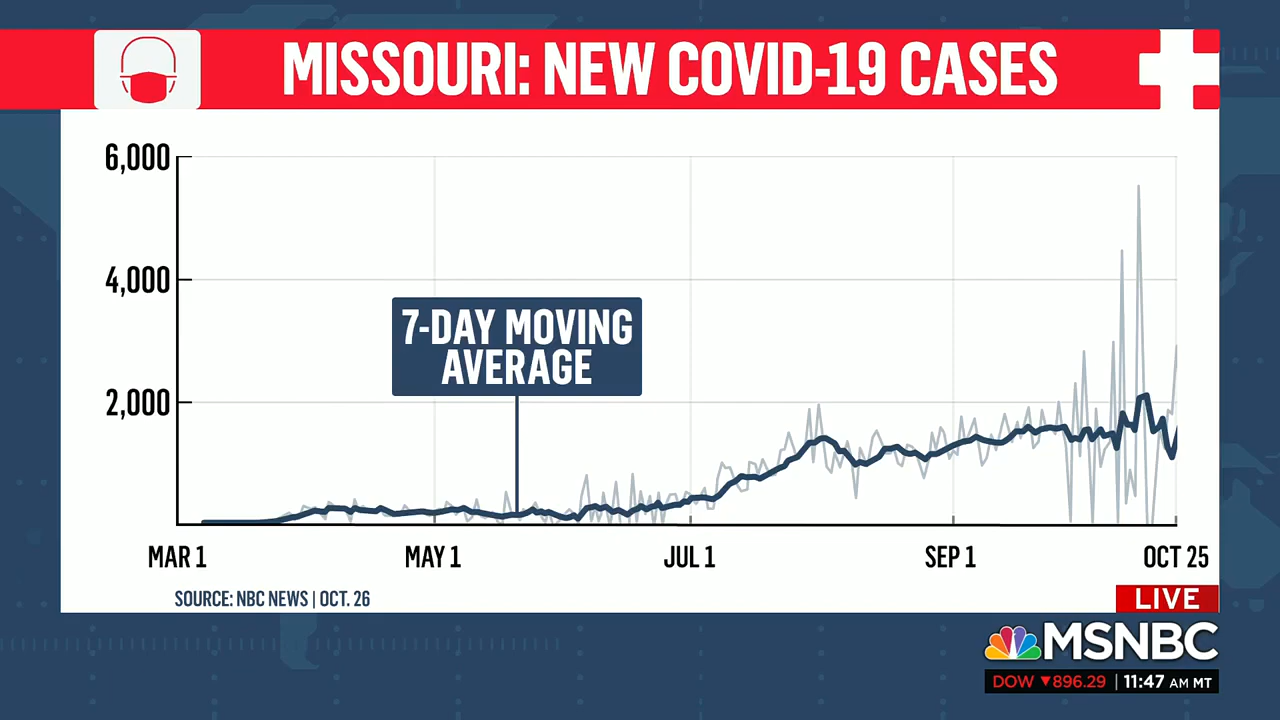 MISSOURI: NEW COVID-19 CASES
6,000
4,000
2,000
7-DAY MOVING
AVERAGE
MAR 1
MAY 1
JUL 1
SEP 1
OCT 25
SOURCE: NBC NEWS | OCT. 26
LIVE
MSNBC
DOW ▼896.29 | 11:47 AM MT